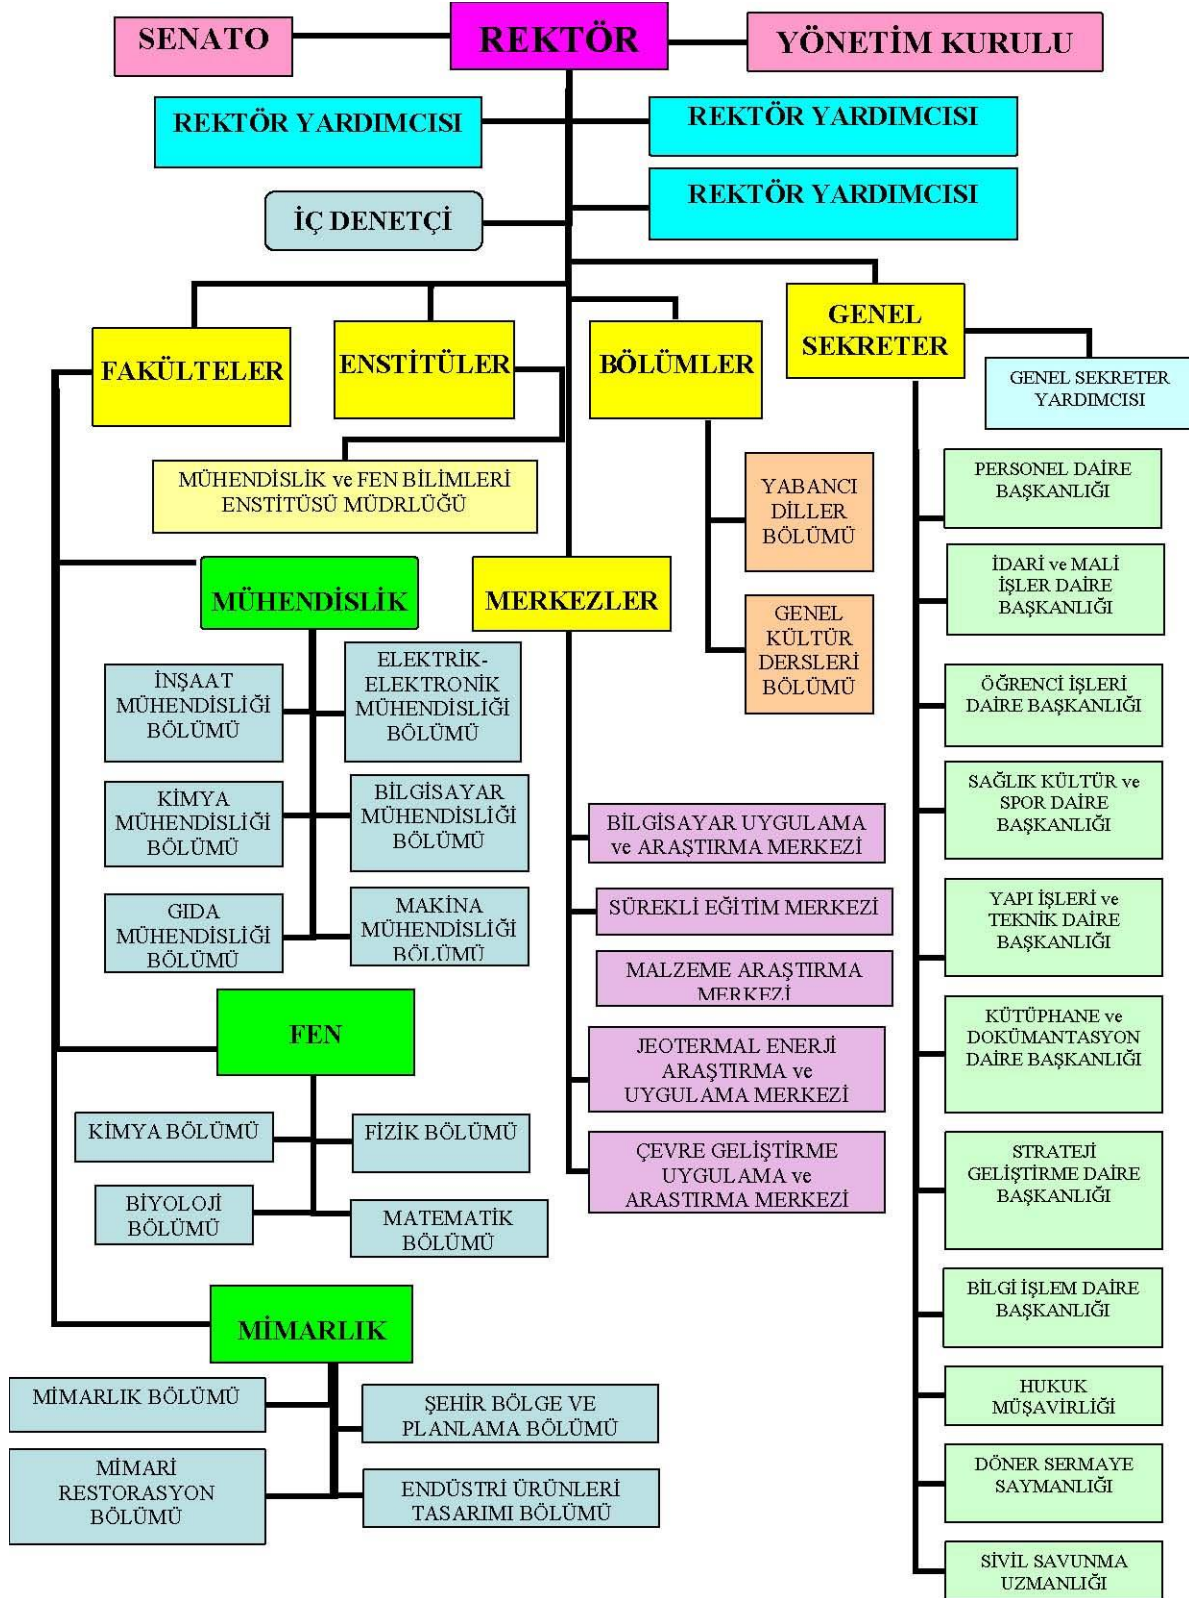 SENATO
REKTÖR
YÖNETİM KURULU
REKTÖR YARDIMCISI
REKTÖR YARDIMCISI
REKTÖR YARDIMCISI
İÇ DENETÇİ
FAKÜLTELER
ENSTİTÜLER
BÖLÜMLER
GENEL
SEKRETER
GENEL SEKRETER
YARDIMCISI
MÜHENDİSLİK ve FEN BİLİMLERİ
ENSTİTÜSÜ MÜDRLÜĞÜ
YABANCI
DİLLER
BÖLÜMÜ
GENEL
KÜLTÜR
DERSLERİ
BÖLÜMÜ
MÜHENDİSLİK
İNŞAAT
MÜHENDİSLİĞİ
BÖLÜMÜ
ELEKTRİK-
ELEKTRONİK
MÜHENDİSLİĞİ
BÖLÜMÜ
KİMYA
MÜHENDİSLİĞİ
BÖLÜMÜ
BİLGİSAYAR
MÜHENDİSLİĞİ
BÖLÜMÜ
GIDA
MÜHENDİSLİĞİ
BÖLÜMÜ
MAKİNA
MÜHENDİSLİĞİ
BÖLÜMÜ
MERKEZLER
BİLGİSAYAR UYGULAMA
ve ARAŞTIRMA MERKEZİ
SÜREKLİ EĞİTİM MERKEZİ
MALZEME ARAŞTIRMA
MERKEZİ
JEOTERMAL ENERJİ
ARAŞTIRMA ve
UYGULAMA MERKEZİ
ÇEVRE GELİŞTİRME
UYGULAMA ve
ARASTIRMA MERKEZİ
FEN
KİMYA BÖLÜMÜ
FİZİK BÖLÜMÜ
BİYOLOJİ
BÖLÜMÜ
MATEMATİK
BÖLÜMÜ
MİMARLIK
MİMARLIK BÖLÜMÜ
ŞEHİR BÖLGE VE
PLANLAMA BÖLÜMÜ
MİMARİ
RESTORASYON
BÖLÜMÜ
ENDÜSTRİ ÜRÜNLERİ
TASARIMI BÖLÜMÜ
PERSONEL DAİRE
BAŞKANLIĞI
İDARİ ve MALİ
İŞLER DAİRE
BAŞKANLIĞI
ÖĞRENCİ İŞLERİ
DAİRE BAŞKANLIĞI
SAĞLIK KÜLTÜR ve
SPOR DAİRE
BAŞKANLIĞI
YAPI İŞLERİ ve
TEKNİK DAİRE
BAŞKANLIĞI
KÜTÜPHANE ve
DOKÜMANTASYON
DAİRE BAŞKANLIĞI
STRATEJİ
GELİŞTİRME DAİRE
BAŞKANLIĞI
BİLGİ İŞLEM DAİRE
BAŞKANLIĞI
HUKUK
MÜŞAVİRLİĞİ
DÖNER SERMAYE
SAYMANLIĞI
SİVİL SAVUNMA
UZMANLIĞI